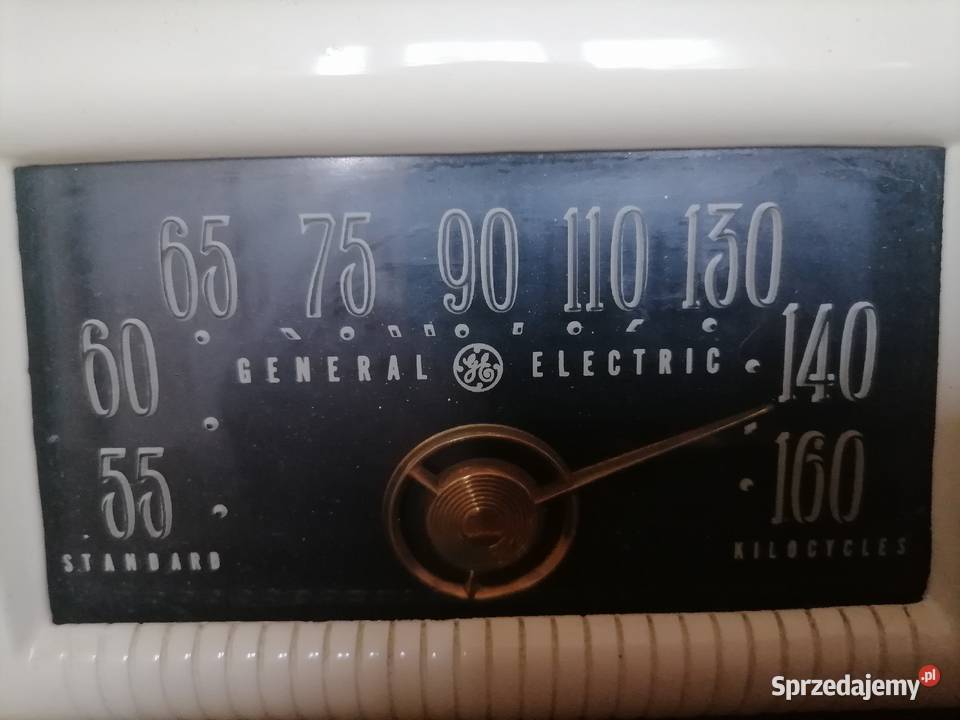 65 75 90 110 130
60 140
GENERAL GE ELECTRIC
55 160
STANDARD KILOCYCLES
Sprzedajemy.pl